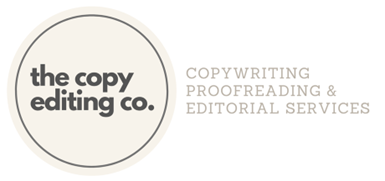 the copy
editing co.
COPYWRITING
PROOFREADING &
EDITORIAL SERVICES